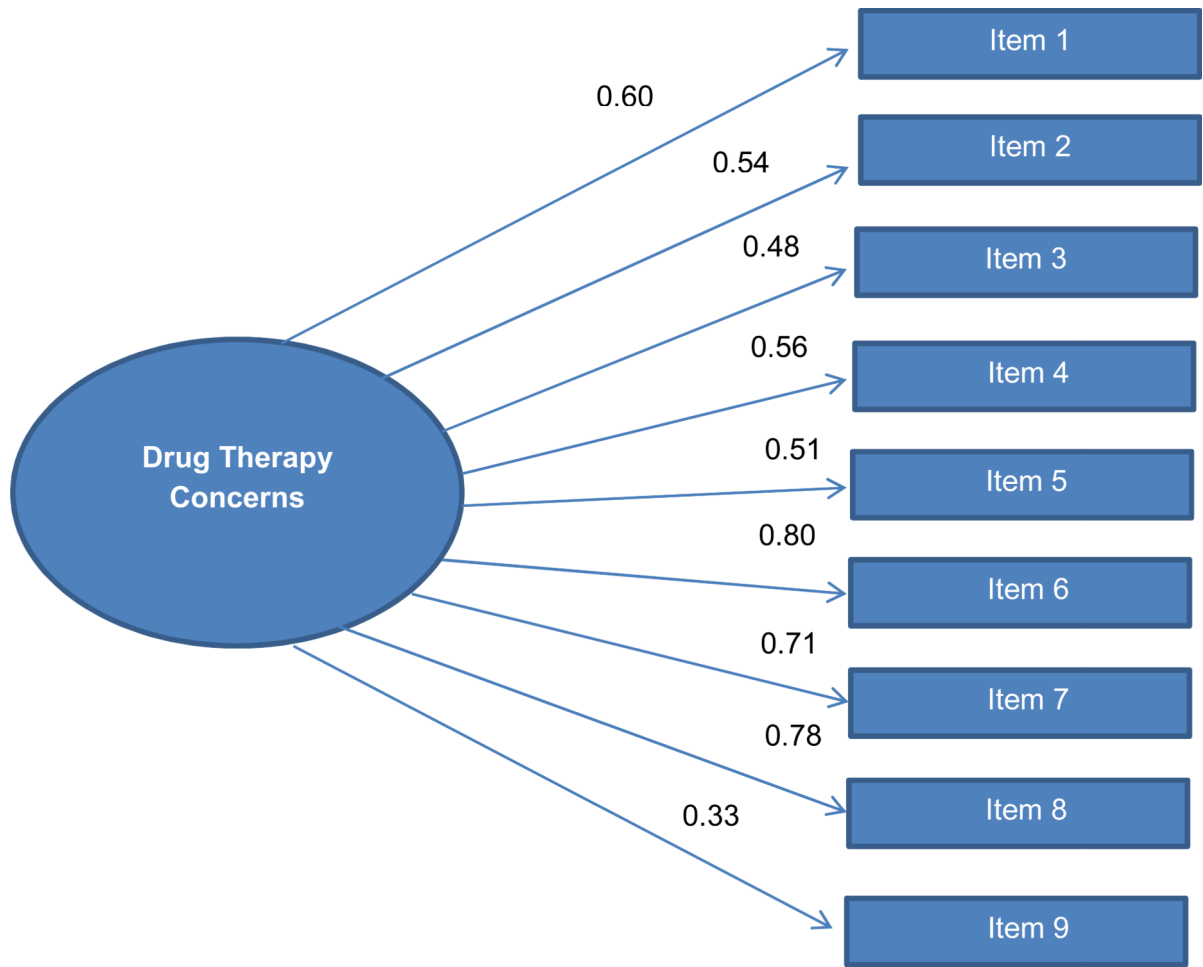 Item 1
0.60
Item 2
0.54
0.48
Item 3
0.56
Item 4
Drug Therapy
Concerns
0.51
Item 5
0.80
Item 6
0.71
Item 7
0.78
Item 8
0.33
Item 9